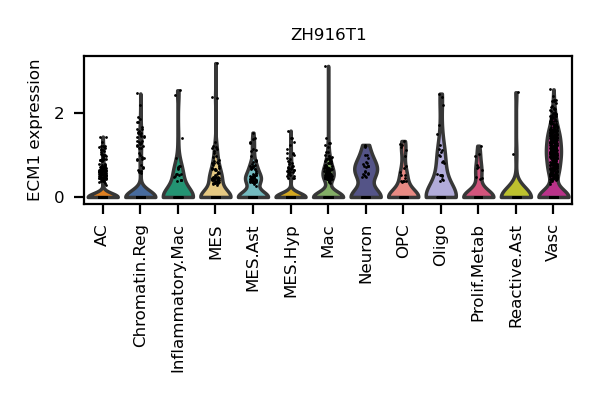 ZH916T1
ECM1 expression
2
0
AC
Chromatin.Reg
Inflammatory.Mac
MES
MES.Ast
MES.Hyp
Mac
Neuron
OPC
Oligo
Prolif.Metab
Reactive.Ast
Vasc